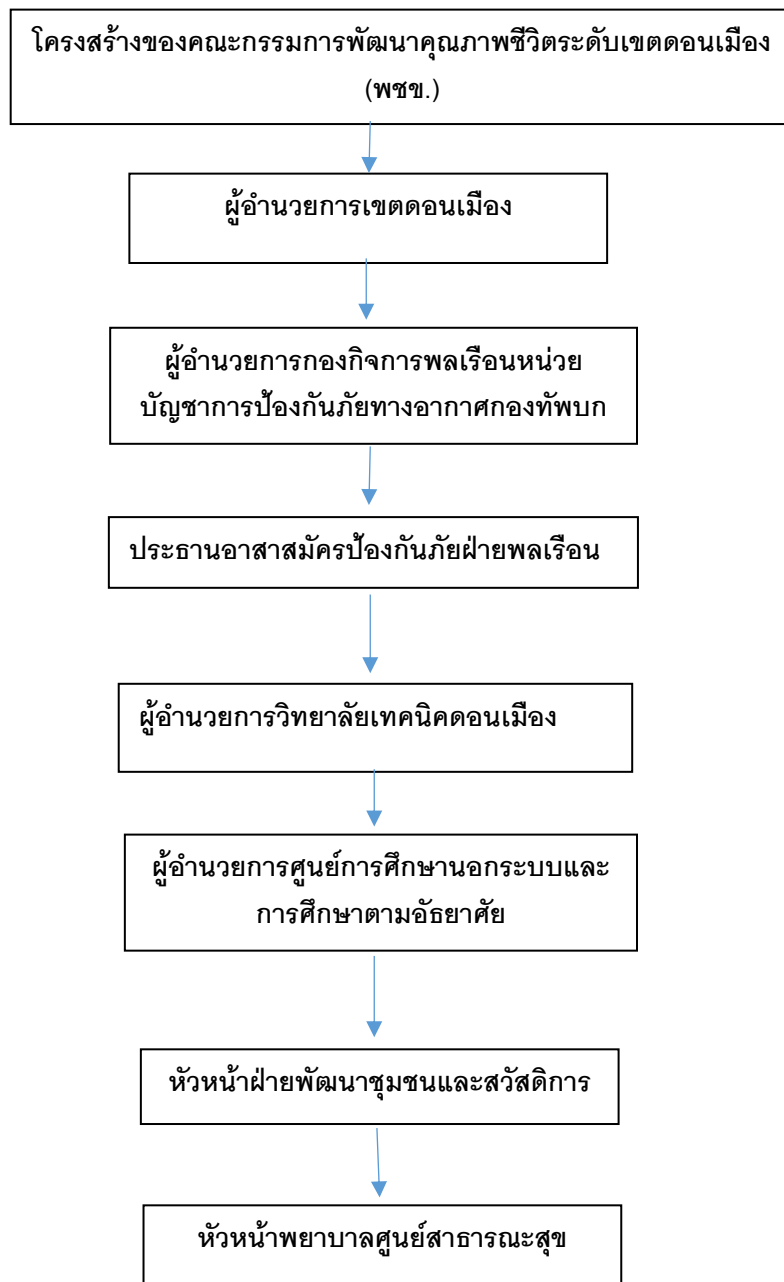 โครงสร้างของคณะกรรมการพัฒนาคุณภาพชีวิตระดับเขตดอนเมือง
(พชข.)
ผู้อำนวยการเขตดอนเมือง
ผู้อำนวยการกองกิจการพลเรือนหน่วย
บัญชาการป้องกันภัยทางอากาศกองทัพบก
ประธานอาสาสมัครป้องกันภัยฝ่ายพลเรือน
ผู้อำนวยการวิทยาลัยเทคนิคดอนเมือง
ผู้อำนวยการศูนย์การศึกษานอกระบบและ
การศึกษาตามอัธยาศัย
หัวหน้าฝ่ายพัฒนาชุมชนและสวัสดิการ
หัวหน้าพยาบาลศูนย์สาธารณะสุข